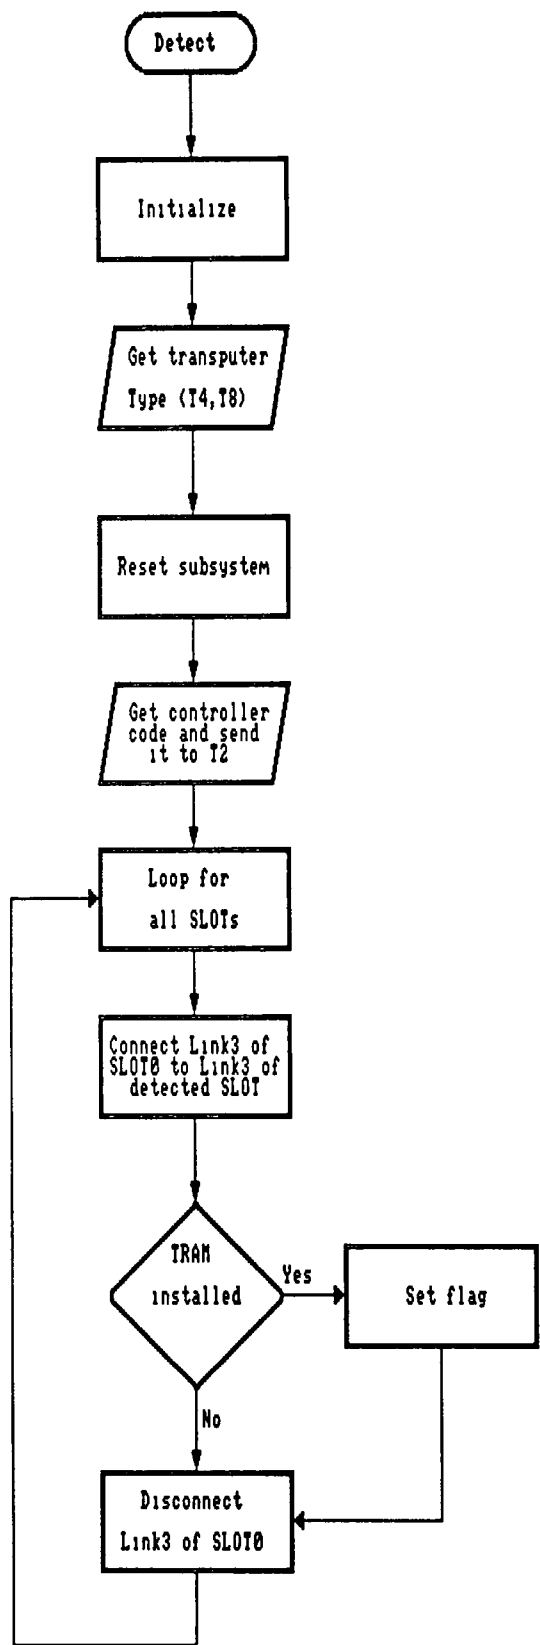 Detect
Initialize
Get transputer
Type (T4,T8)
Reset subsystem
Get controller
code and send
it to T2
Loop for
all SLOTs
Connect Link3 of
SLOT0 to Link3 of
detected SLOT
TRAM
installed
Yes
Set flag
No
Disconnect
Link3 of SLOT0